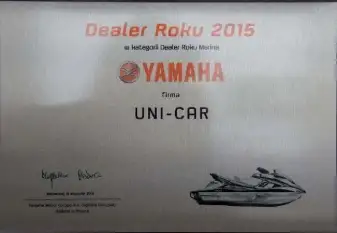 Dealer Roku 2015
w kategorii Dealer Roku Marine
YAMAHA
Firma
UNI-CAR